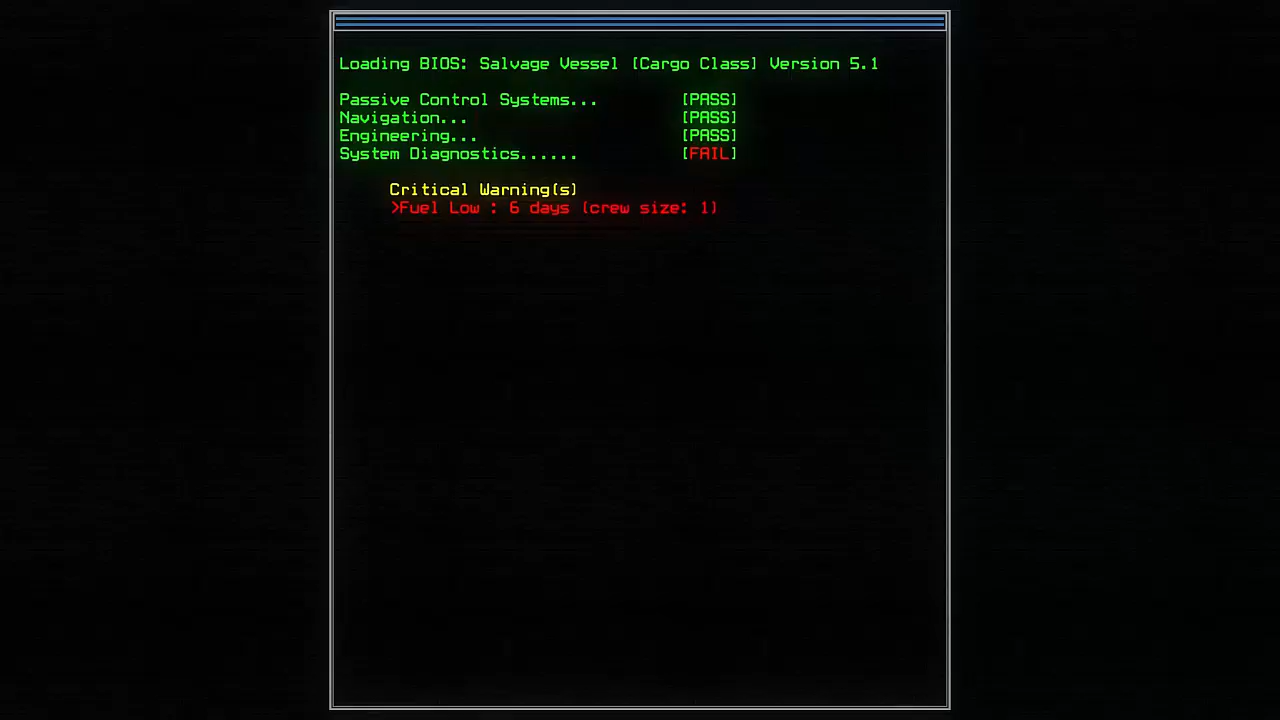 Loading BIOS: Salvage Vessel [Cargo Class] Version 5.1
Passive Control Systems... [PASS]
Navigation... [PASS]
Engineering... [PASS]
System Diagnostics...... [FAIL]
Critical Warning(s)
>Fuel Low : 6 days (crew size: 1)